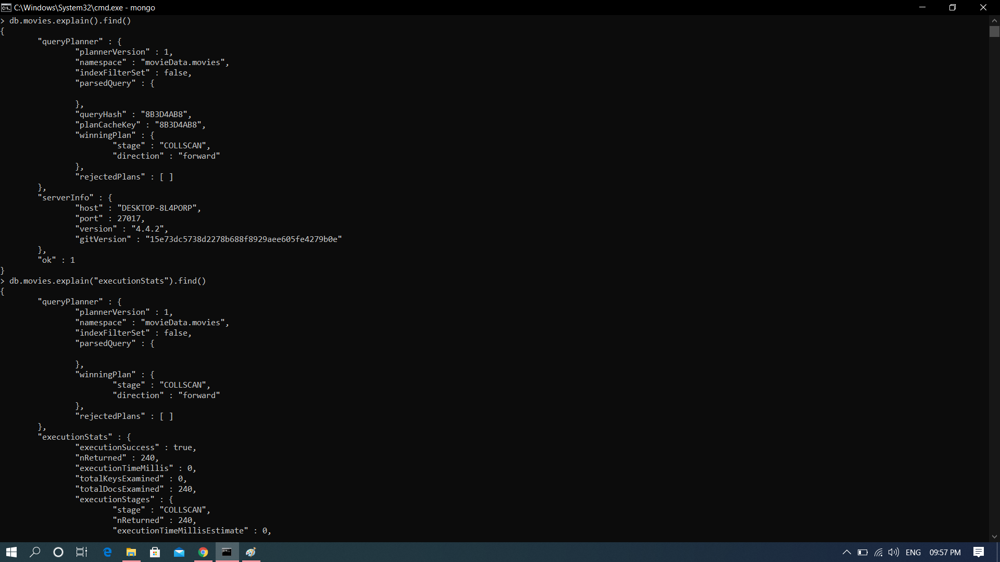 C:\Windows\System32\cmd.exe - mongo
> db.movies.explain().find()
{
        "queryPlanner" : {
                "plannerVersion" : 1,
                "namespace" : "movieData.movies",
                "indexFilterSet" : false,
                "parsedQuery" : {

                },
                "queryHash" : "8B3D4AB8",
                "planCacheKey" : "8B3D4AB8",
                "winningPlan" : {
                        "stage" : "COLLSCAN",
                        "direction" : "forward"
                },
                "rejectedPlans" : [ ]
        },
        "serverInfo" : {
                "host" : "DESKTOP-8L4PORP",
                "port" : 27017,
                "version" : "4.4.2",
                "gitVersion" : "15e73dc5738d2278b688f8929aee605fe4279b0e"
        },
        "ok" : 1
}
> db.movies.explain("executionStats").find()
{
        "queryPlanner" : {
                "plannerVersion" : 1,
                "namespace" : "movieData.movies",
                "indexFilterSet" : false,
                "parsedQuery" : {

                },
                "winningPlan" : {
                        "stage" : "COLLSCAN",
                        "direction" : "forward"
                },
                "rejectedPlans" : [ ]
        },
        "executionStats" : {
                "executionSuccess" : true,
                "nReturned" : 240,
                "executionTimeMillis" : 0,
                "totalKeysExamined" : 0,
                "totalDocsExamined" : 240,
                "executionStages" : {
                        "stage" : "COLLSCAN",
                        "nReturned" : 240,
                        "executionTimeMillisEstimate" : 0,
ENG 09:57 PM